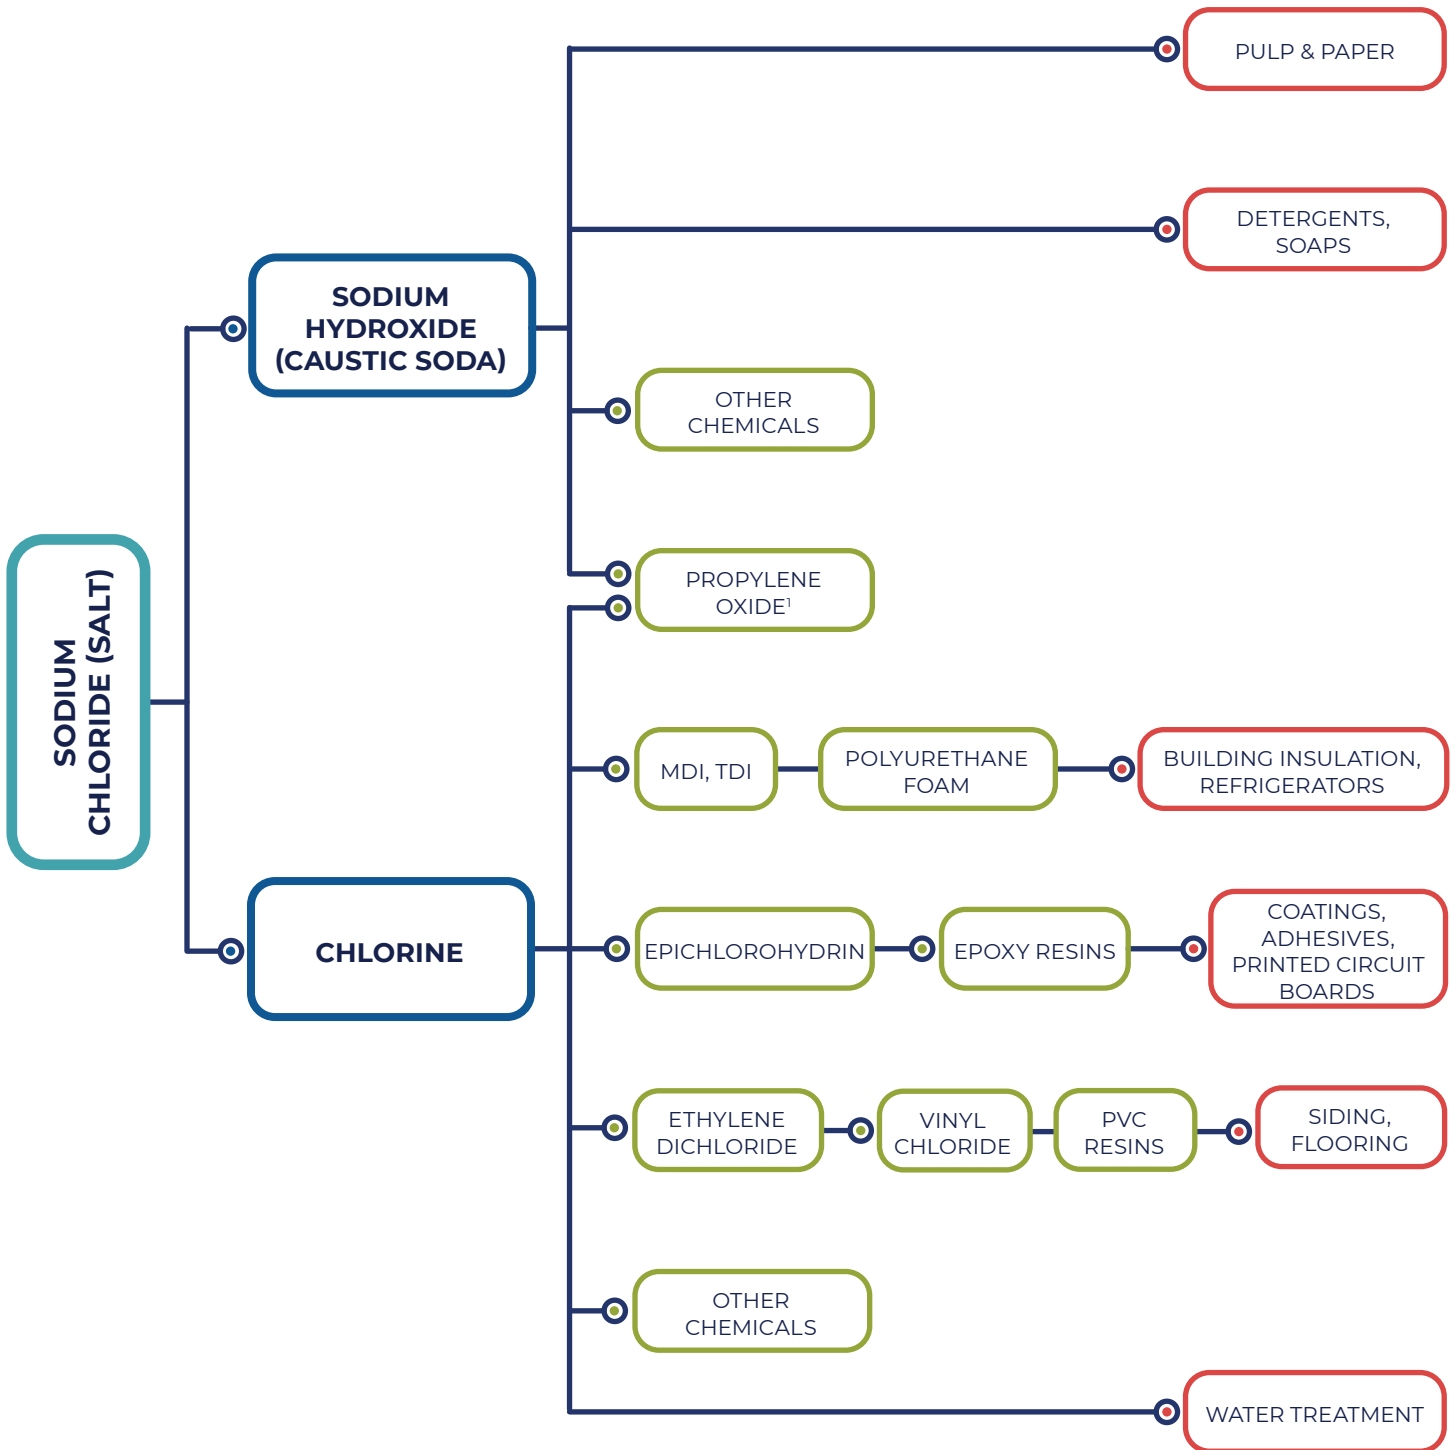 PULP & PAPER
DETERGENTS,
SOAPS
SODIUM
HYDROXIDE
(CAUSTIC SODA)
OTHER
CHEMICALS
PROPYLENE
OXIDE¹
SODIUM
CHLORIDE (SALT)
MDI, TDI
POLYURETHANE
FOAM
BUILDING INSULATION,
REFRIGERATORS
CHLORINE
EPICHLOROHYDRIN
EPOXY RESINS
COATINGS,
ADHESIVES,
PRINTED CIRCUIT
BOARDS
ETHYLENE
DICHLORIDE
VINYL
CHLORIDE
PVC
RESINS
SIDING,
FLOORING
OTHER
CHEMICALS
WATER TREATMENT